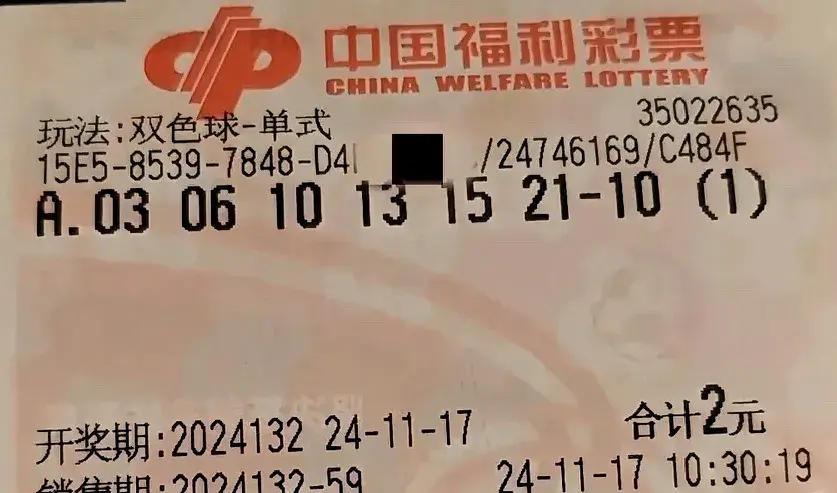 中国福利彩票
CHINA WELFARE LOTTERY
35022635
玩法:双色球-单式
15E5-8539-7848-D4 /24746169/C484F
A.03 06 10 13 15 21-10 (1)
合计2元
开奖期:2024132 24-11-17
销售期:2024132-59 24-11-17 10:30:19